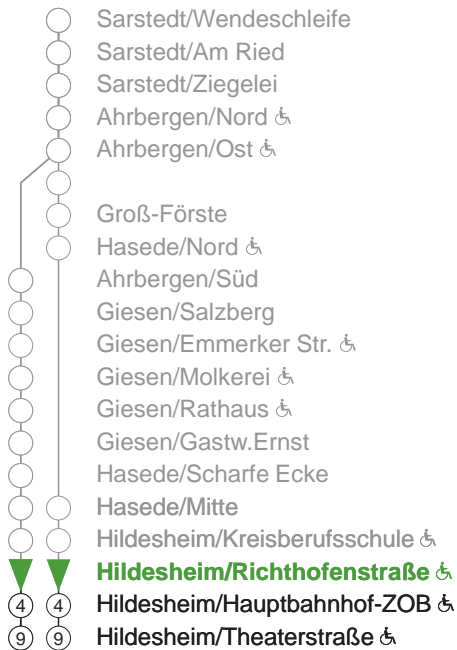 Sarstedt/Wendeschleife
Sarstedt/Am Ried
Sarstedt/Ziegelei
Ahrbergen/Nord
Ahrbergen/Ost
Groß-Förste
Hasede/Nord
Ahrbergen/Süd
Giesen/Salzberg
Giesen/Emmerker Str.
Giesen/Molkerei
Giesen/Rathaus
Giesen/Gastw.Ernst
Hasede/Scharfe Ecke
Hasede/Mitte
Hildesheim/Kreisberufsschule
Hildesheim/Richthofenstraße
4 4 Hildesheim/Hauptbahnhof-ZOB
9 9 Hildesheim/Theaterstraße